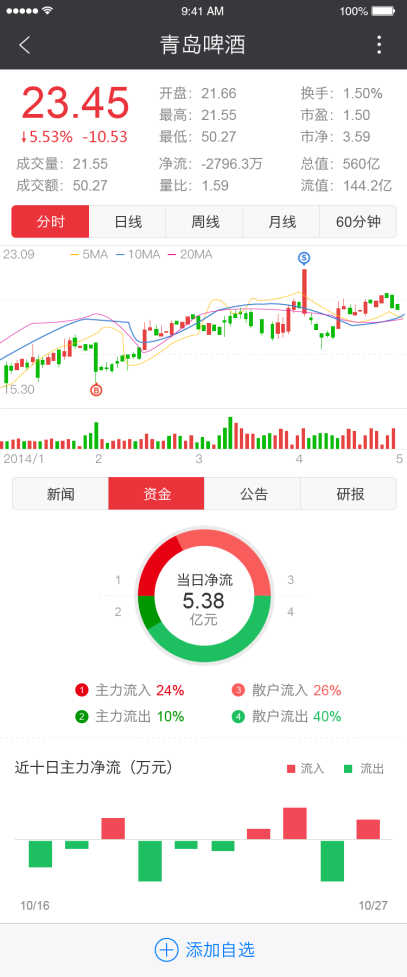 9:41 AM 100%
青岛啤酒
23.45
↓5.53% -10.53
开盘：21.66 换手：1.50%
最高：21.55 市盈：1.50
最低：50.27 市净：3.59
成交量：21.55 净流：-2796.3万 总值：560亿
成交额：50.27 量比：1.59 流值：144.2亿
分时 日线 周线 月线 60分钟
23.09 5MA 10MA 20MA
S
15.30
B
2014/1 2 3 4 5
新闻 资金 公告 研报
当日净流
1 3
5.38
2 4
亿元
1 主力流入 24% 3 散户流入 26%
2 主力流出 10% 4 散户流出 40%
近十日主力净流（万元） 流入 流出
10/16 10/27
添加自选